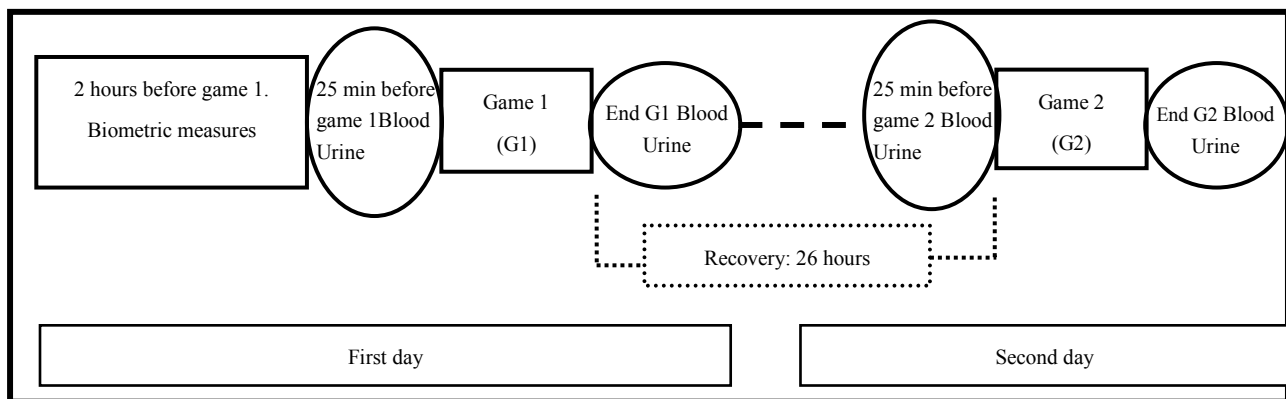 2 hours before game 1.
Biometric measures
25 min before
game 1Blood
Urine
Game 1
(G1)
End G1 Blood
Urine
25 min before
game 2 Blood
Urine
Game 2
(G2)
End G2 Blood
Urine
Recovery: 26 hours
First day
Second day